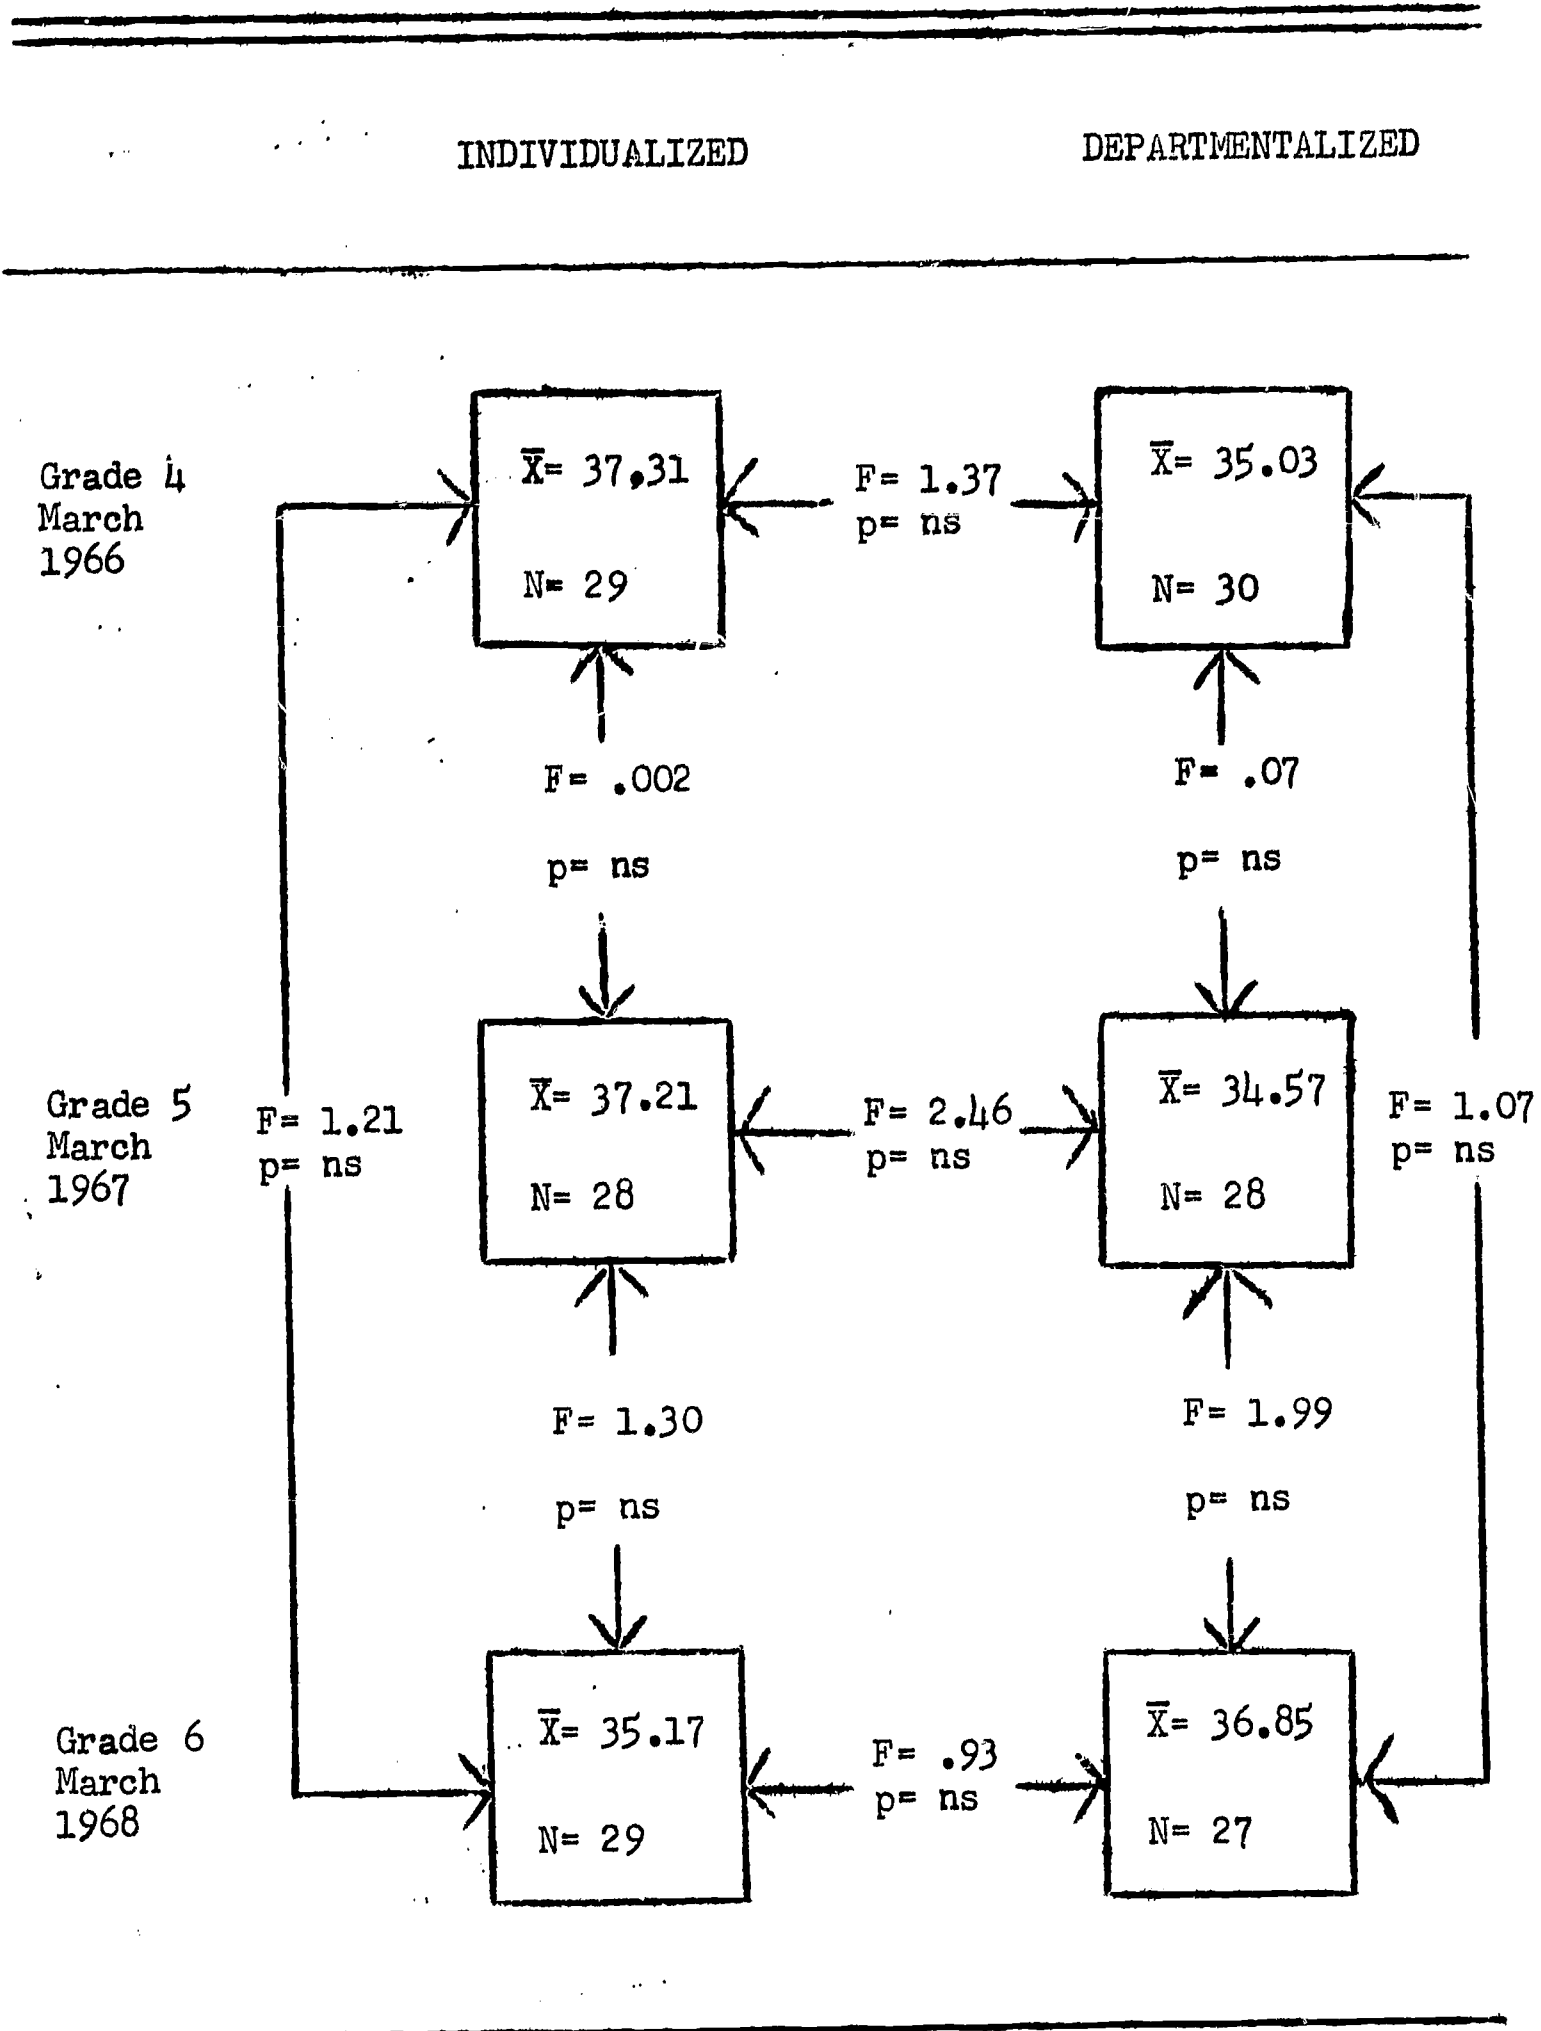 INDIVIDUALIZED DEPARTMENTALIZED
Grade 4
March
1966
X̅= 37.31
N= 29
F= 1.37
p= ns
X̅= 35.03
N= 30
F= .002
p= ns
F= .07
p= ns
Grade 5
March
1967
F= 1.21
p= ns
X̅= 37.21
N= 28
F= 2.46
p= ns
X̅= 34.57
N= 28
F= 1.07
p= ns
F= 1.30
p= ns
F= 1.99
p= ns
Grade 6
March
1968
X̅= 35.17
N= 29
F= .93
p= ns
X̅= 36.85
N= 27